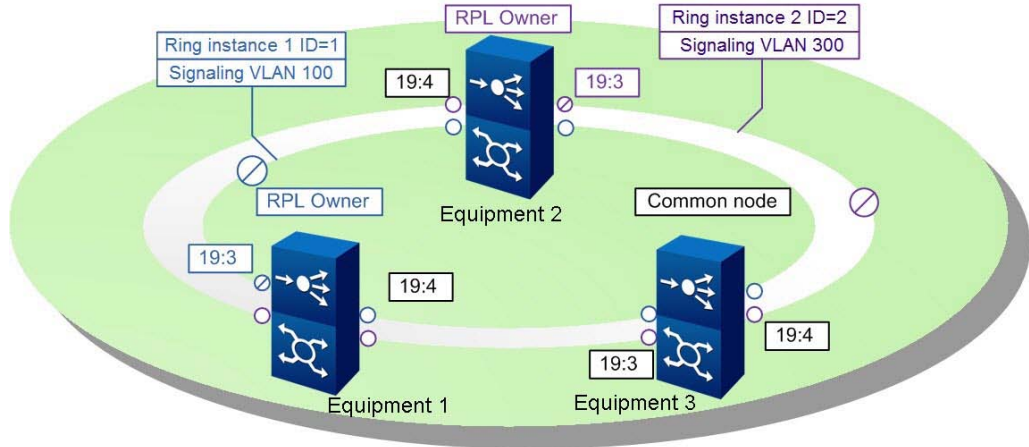 RPL Owner
Ring instance 1 ID=1
Signaling VLAN 100
Ring instance 2 ID=2
Signaling VLAN 300
19:4
19:3
RPL Owner
Equipment 2
Common node
19:3
19:4
19:3
19:4
Equipment 1
Equipment 3